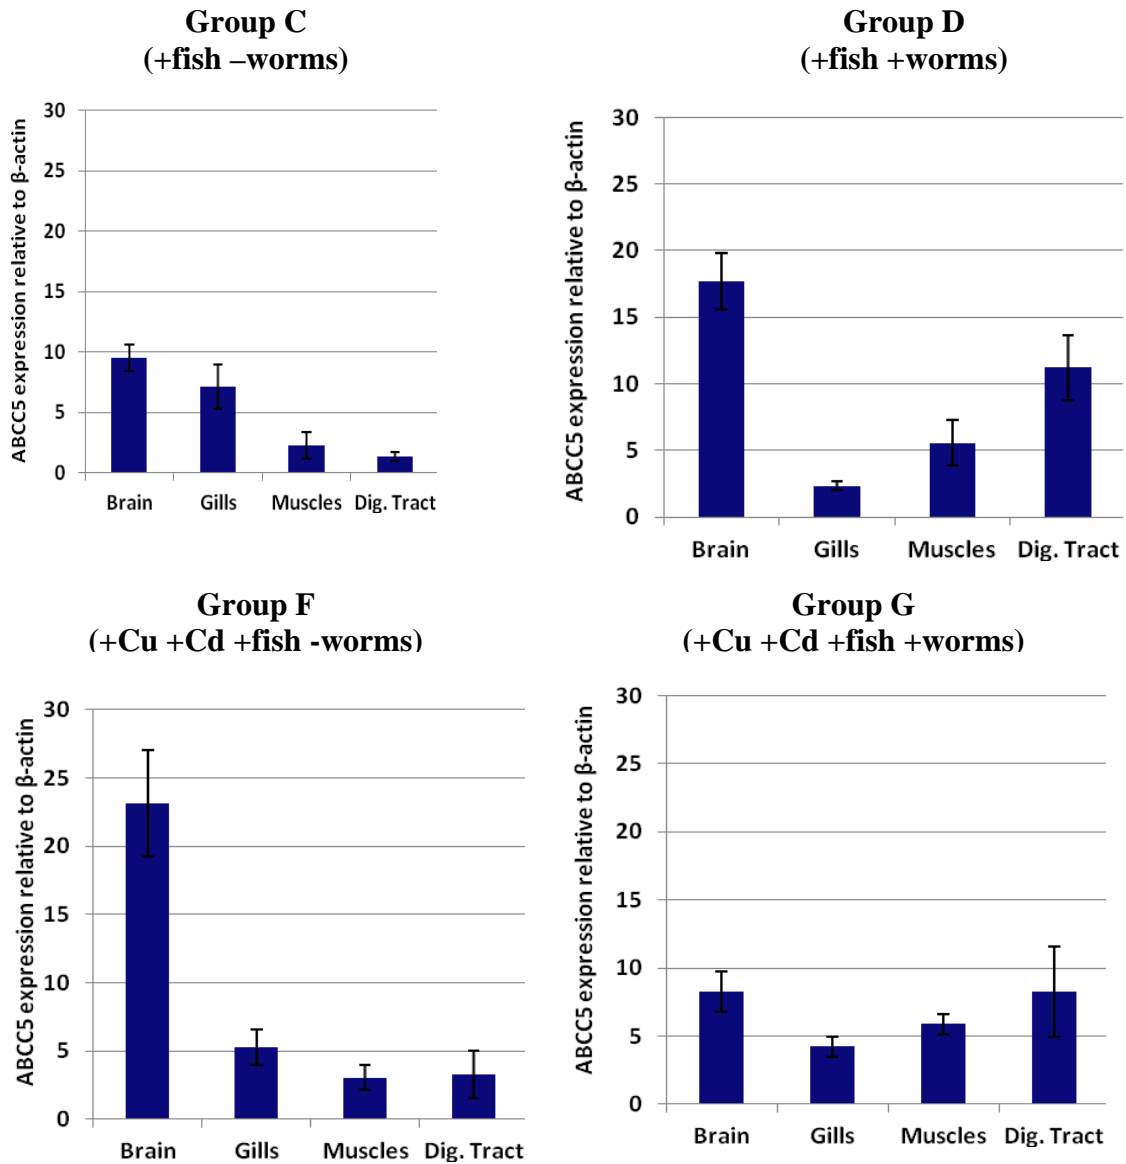 Group C
(+fish –worms)
ABCC5 expression relative to β-actin
30
25
20
15
10
5
0
Brain Gills Muscles Dig. Tract
Group D
(+fish +worms)
ABCC5 expression relative to β-actin
30
25
20
15
10
5
0
Brain Gills Muscles Dig. Tract
Group F
(+Cu +Cd +fish -worms)
ABCC5 expression relative to β-actin
30
25
20
15
10
5
0
Brain Gills Muscles Dig. Tract
Group G
(+Cu +Cd +fish +worms)
ABCC5 expression relative to β-actin
30
25
20
15
10
5
0
Brain Gills Muscles Dig. Tract